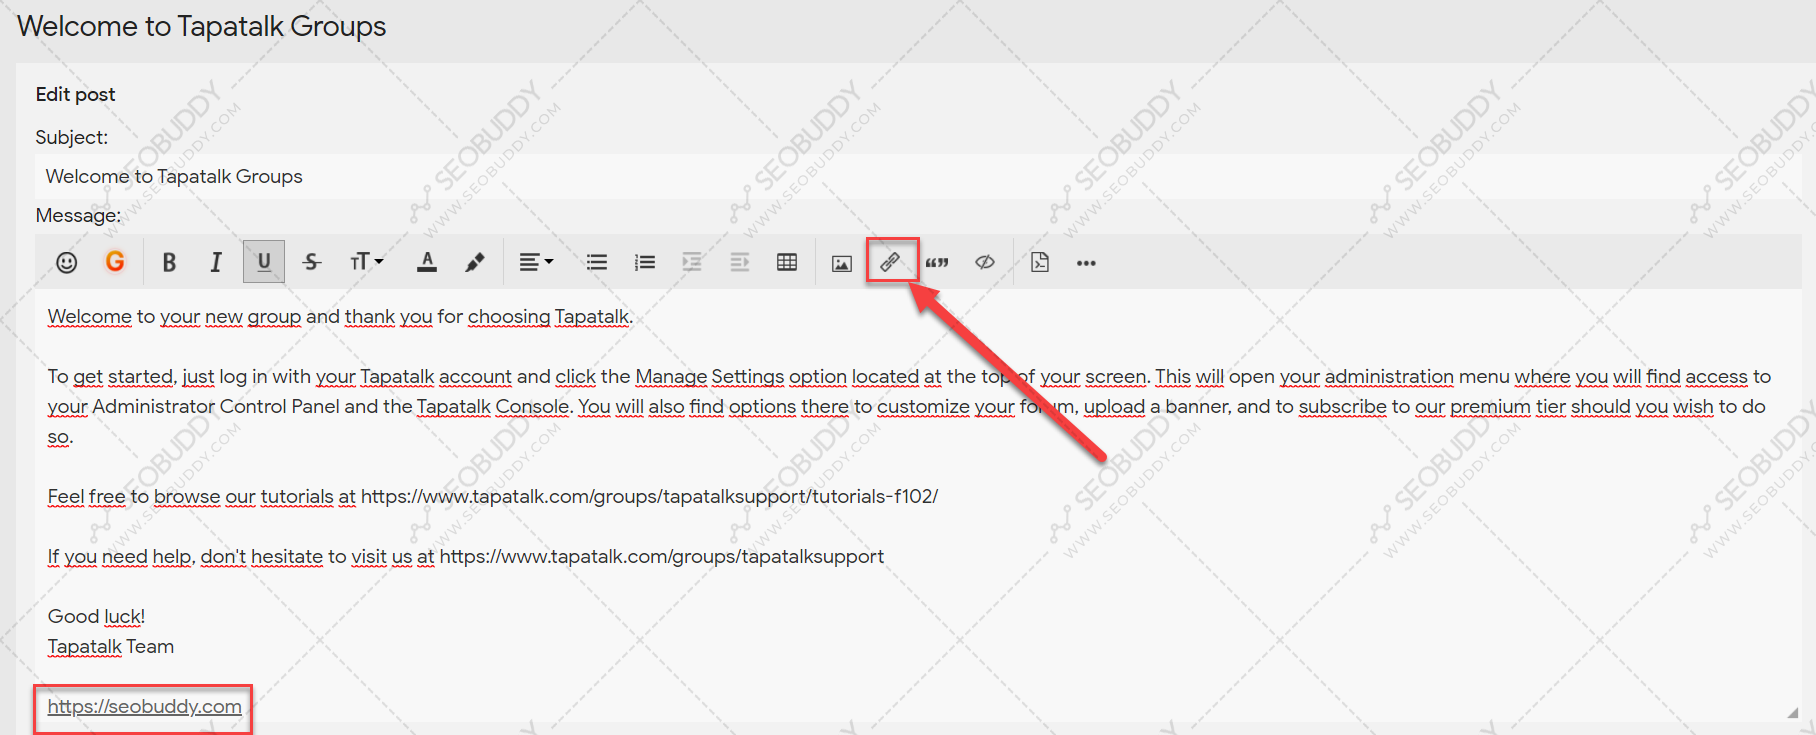 Welcome to Tapatalk Groups
Edit post
Subject:
Welcome to Tapatalk Groups
Message:
Welcome to your new group and thank you for choosing Tapatalk.
To get started, just log in with your Tapatalk account and click the Manage Settings option located at the top of your screen. This will open your administration menu where you will find access to
your Administrator Control Panel and the Tapatalk Console. You will also find options there to customize your forum, upload a banner, and to subscribe to our premium tier should you wish to do
so.
Feel free to browse our tutorials at https://www.tapatalk.com/groups/tapatalksupport/tutorials-f102/
If you need help, don't hesitate to visit us at https://www.tapatalk.com/groups/tapatalksupport
Good luck!
Tapatalk Team
https://seobuddy.com
SEOBUDDY
WWW.SEOBUDDY.COM